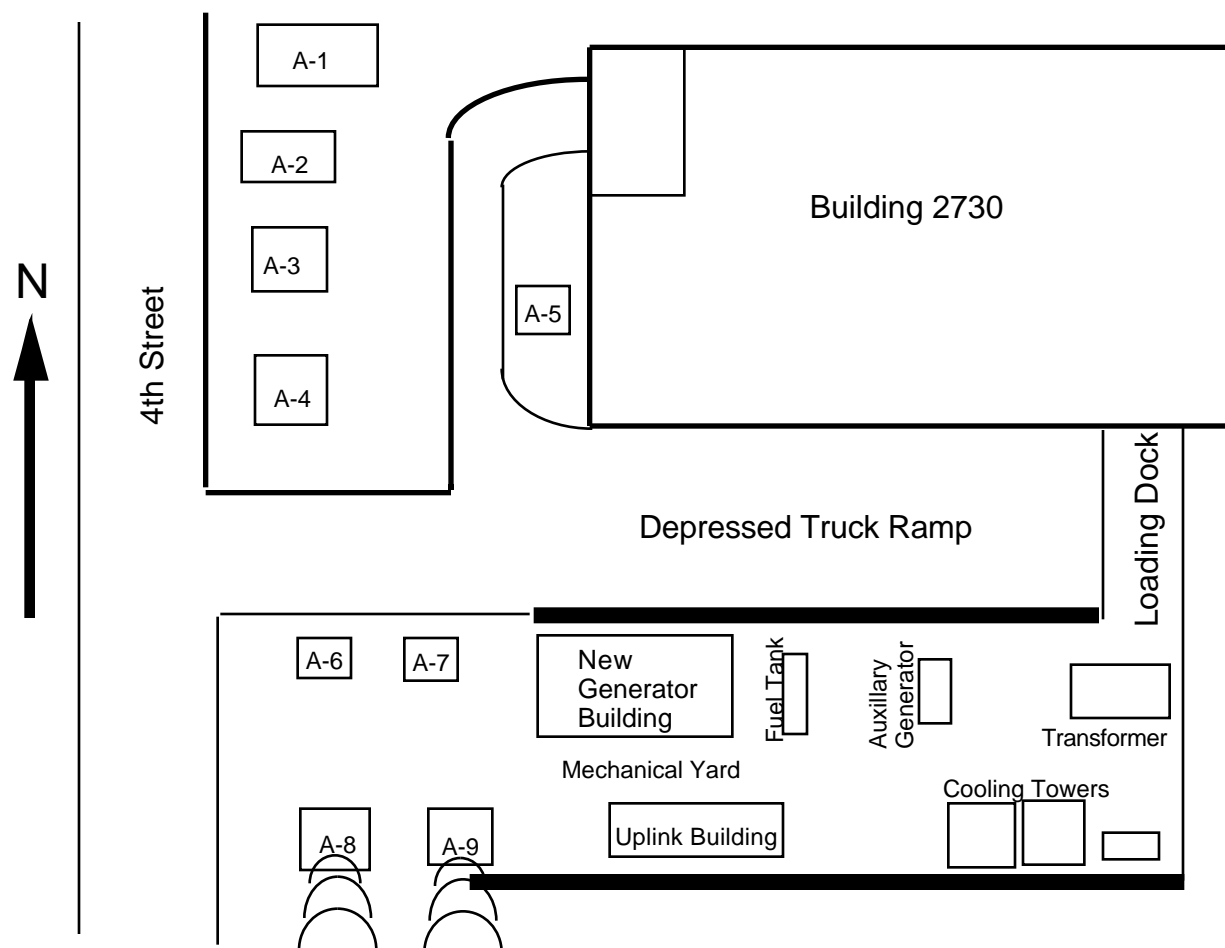 A-1
A-2
Building 2730
N
A-3
4th Street
A-5
A-4
Loading Dock
Depressed Truck Ramp
A-6
A-7
New
Generator
Building
Fuel Tank
Auxillary
Generator
Transformer
Mechanical Yard
Cooling Towers
A-8
A-9
Uplink Building